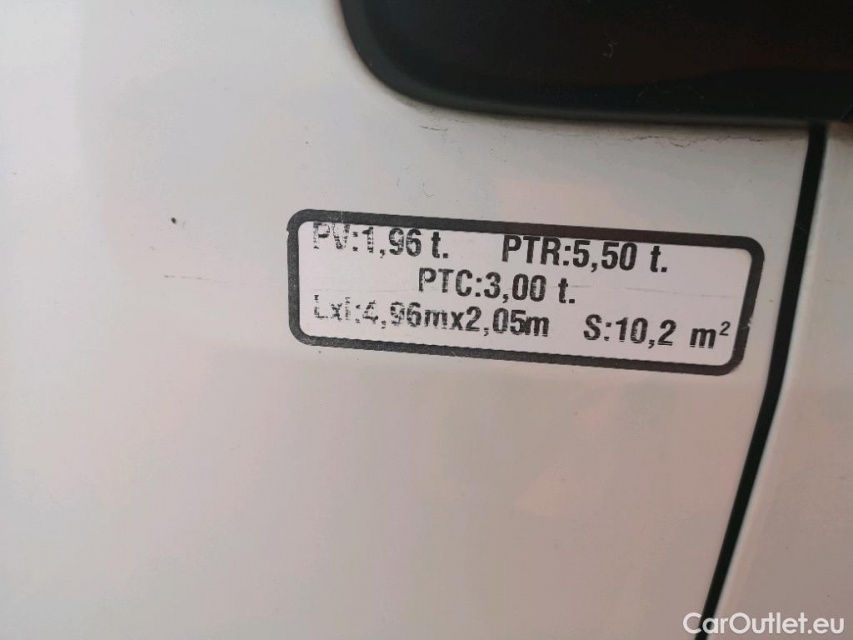 PV:1,96 t. PTR:5,50 t.
PTC:3,00 t.
Lxl:4,96mx2,05m S:10,2 m²
CarOutlet.eu